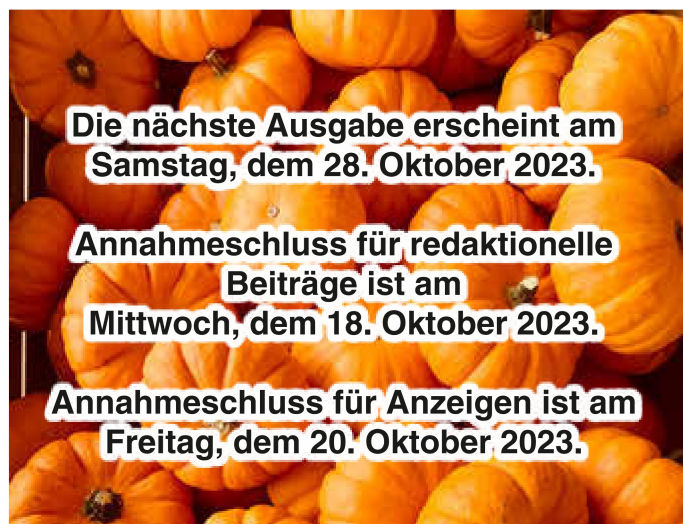 Die nächste Ausgabe erscheint am
Samstag, dem 28. Oktober 2023.
Annahmeschluss für redaktionelle
Beiträge ist am
Mittwoch, dem 18. Oktober 2023.
Annahmeschluss für Anzeigen ist am
Freitag, dem 20. Oktober 2023.